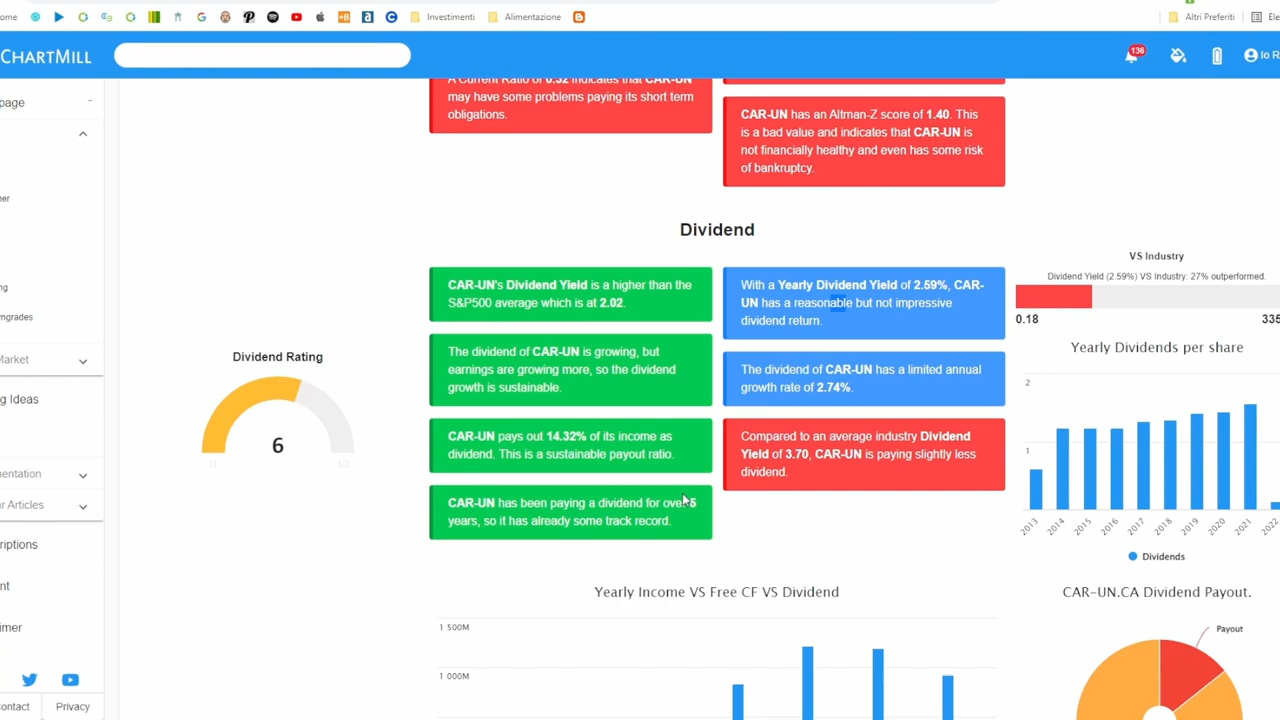 ome
Investimenti
Alimentazione
Altri Preferiti
Ele
CHARTMILL
136
Io R
page
ner
ng
wngrades
Market
ng Ideas
mentation
r Articles
riptions
nt
imer
ontact
Privacy
A Current Ratio of 0.32 indicates that CAR-UN
may have some problems paying its short term
obligations.
CAR-UN has an Altman-Z score of 1.40. This
is a bad value and indicates that CAR-UN is
not financially healthy and even has some risk
of bankruptcy.
Dividend
Dividend Rating
6
0
10
CAR-UN's Dividend Yield is a higher than the
S&P500 average which is at 2.02.
The dividend of CAR-UN is growing, but
earnings are growing more, so the dividend
growth is sustainable.
CAR-UN pays out 14.32% of its income as
dividend. This is a sustainable payout ratio.
CAR-UN has been paying a dividend for over 5
years, so it has already some track record.
With a Yearly Dividend Yield of 2.59%, CAR-
UN has a reasonable but not impressive
dividend return.
The dividend of CAR-UN has a limited annual
growth rate of 2.74%.
Compared to an average industry Dividend
Yield of 3.70, CAR-UN is paying slightly less
dividend.
VS Industry
Dividend Yield (2.59%) VS Industry: 27% outperformed.
0.18
335
Yearly Dividends per share
2
1
2013
2014
2015
2016
2017
2018
2019
2020
2021
2022
Dividends
Yearly Income VS Free CF VS Dividend
1 500M
1 000M
CAR-UN.CA Dividend Payout.
Payout